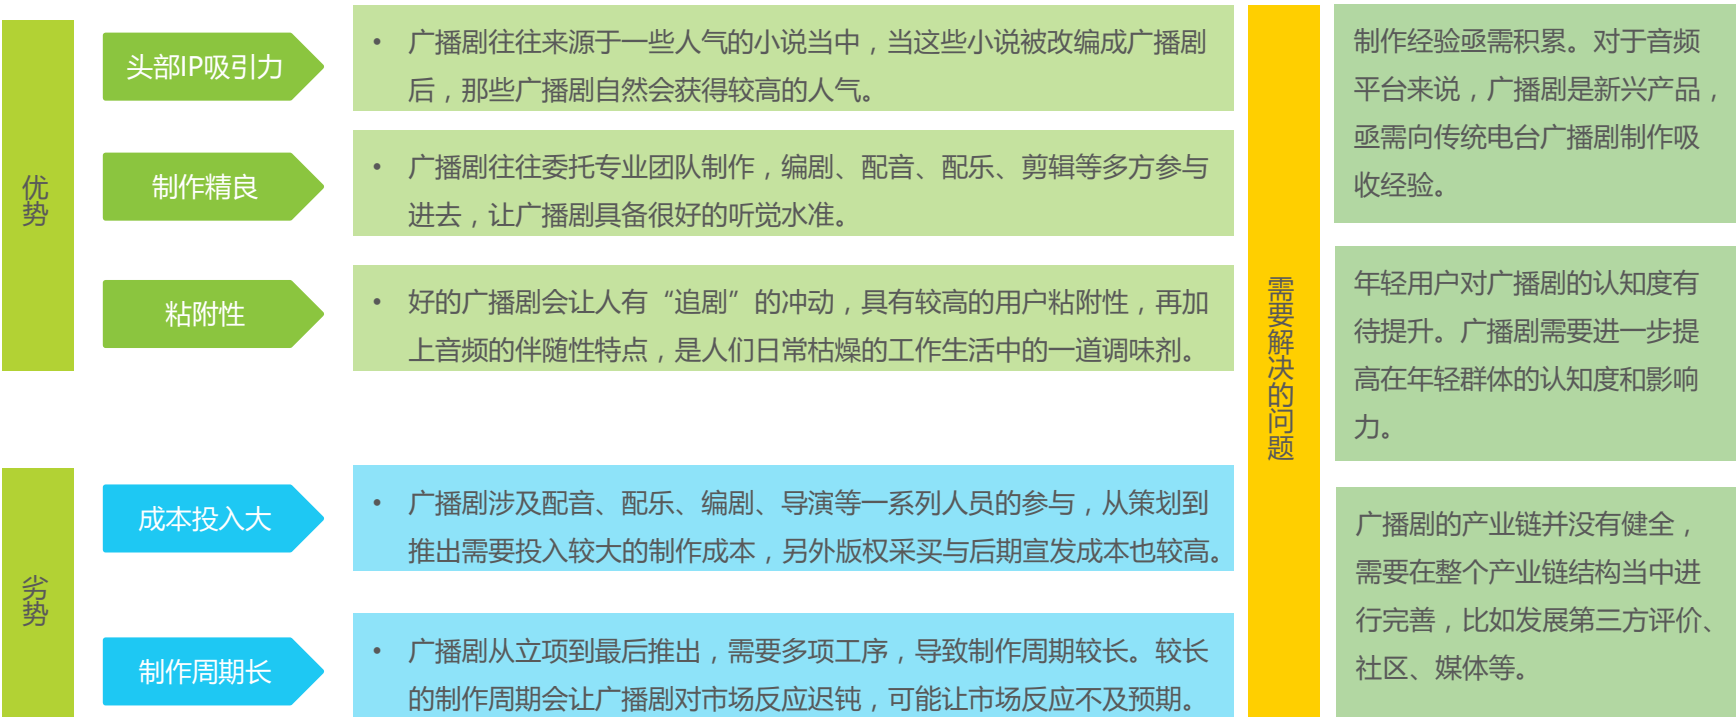 优势
头部IP吸引力
• 广播剧往往来源于一些人气的小说当中，当这些小说被改编成广播剧
后，那些广播剧自然会获得较高的人气。
制作精良
• 广播剧往往委托专业团队制作，编剧、配音、配乐、剪辑等多方参与
进去，让广播剧具备很好的听觉水准。
粘附性
• 好的广播剧会让人有“追剧”的冲动，具有较高的用户粘附性，再加
上音频的伴随性特点，是人们日常枯燥的工作生活中的一道调味剂。
劣势
成本投入大
• 广播剧涉及配音、配乐、编剧、导演等一系列人员的参与，从策划到
推出需要投入较大的制作成本，另外版权采买与后期宣发成本也较高。
制作周期长
• 广播剧从立项到最后推出，需要多项工序，导致制作周期较长。较长
的制作周期会让广播剧对市场反应迟钝，可能让市场反应不及预期。
需要解决的问题
制作经验亟需积累。对于音频
平台来说，广播剧是新兴产品，
亟需向传统电台广播剧制作吸
收经验。
年轻用户对广播剧的认知度有
待提升。广播剧需要进一步提
高在年轻群体的认知度和影响
力。
广播剧的产业链并没有健全，
需要在整个产业链结构当中进
行完善，比如发展第三方评价、
社区、媒体等。